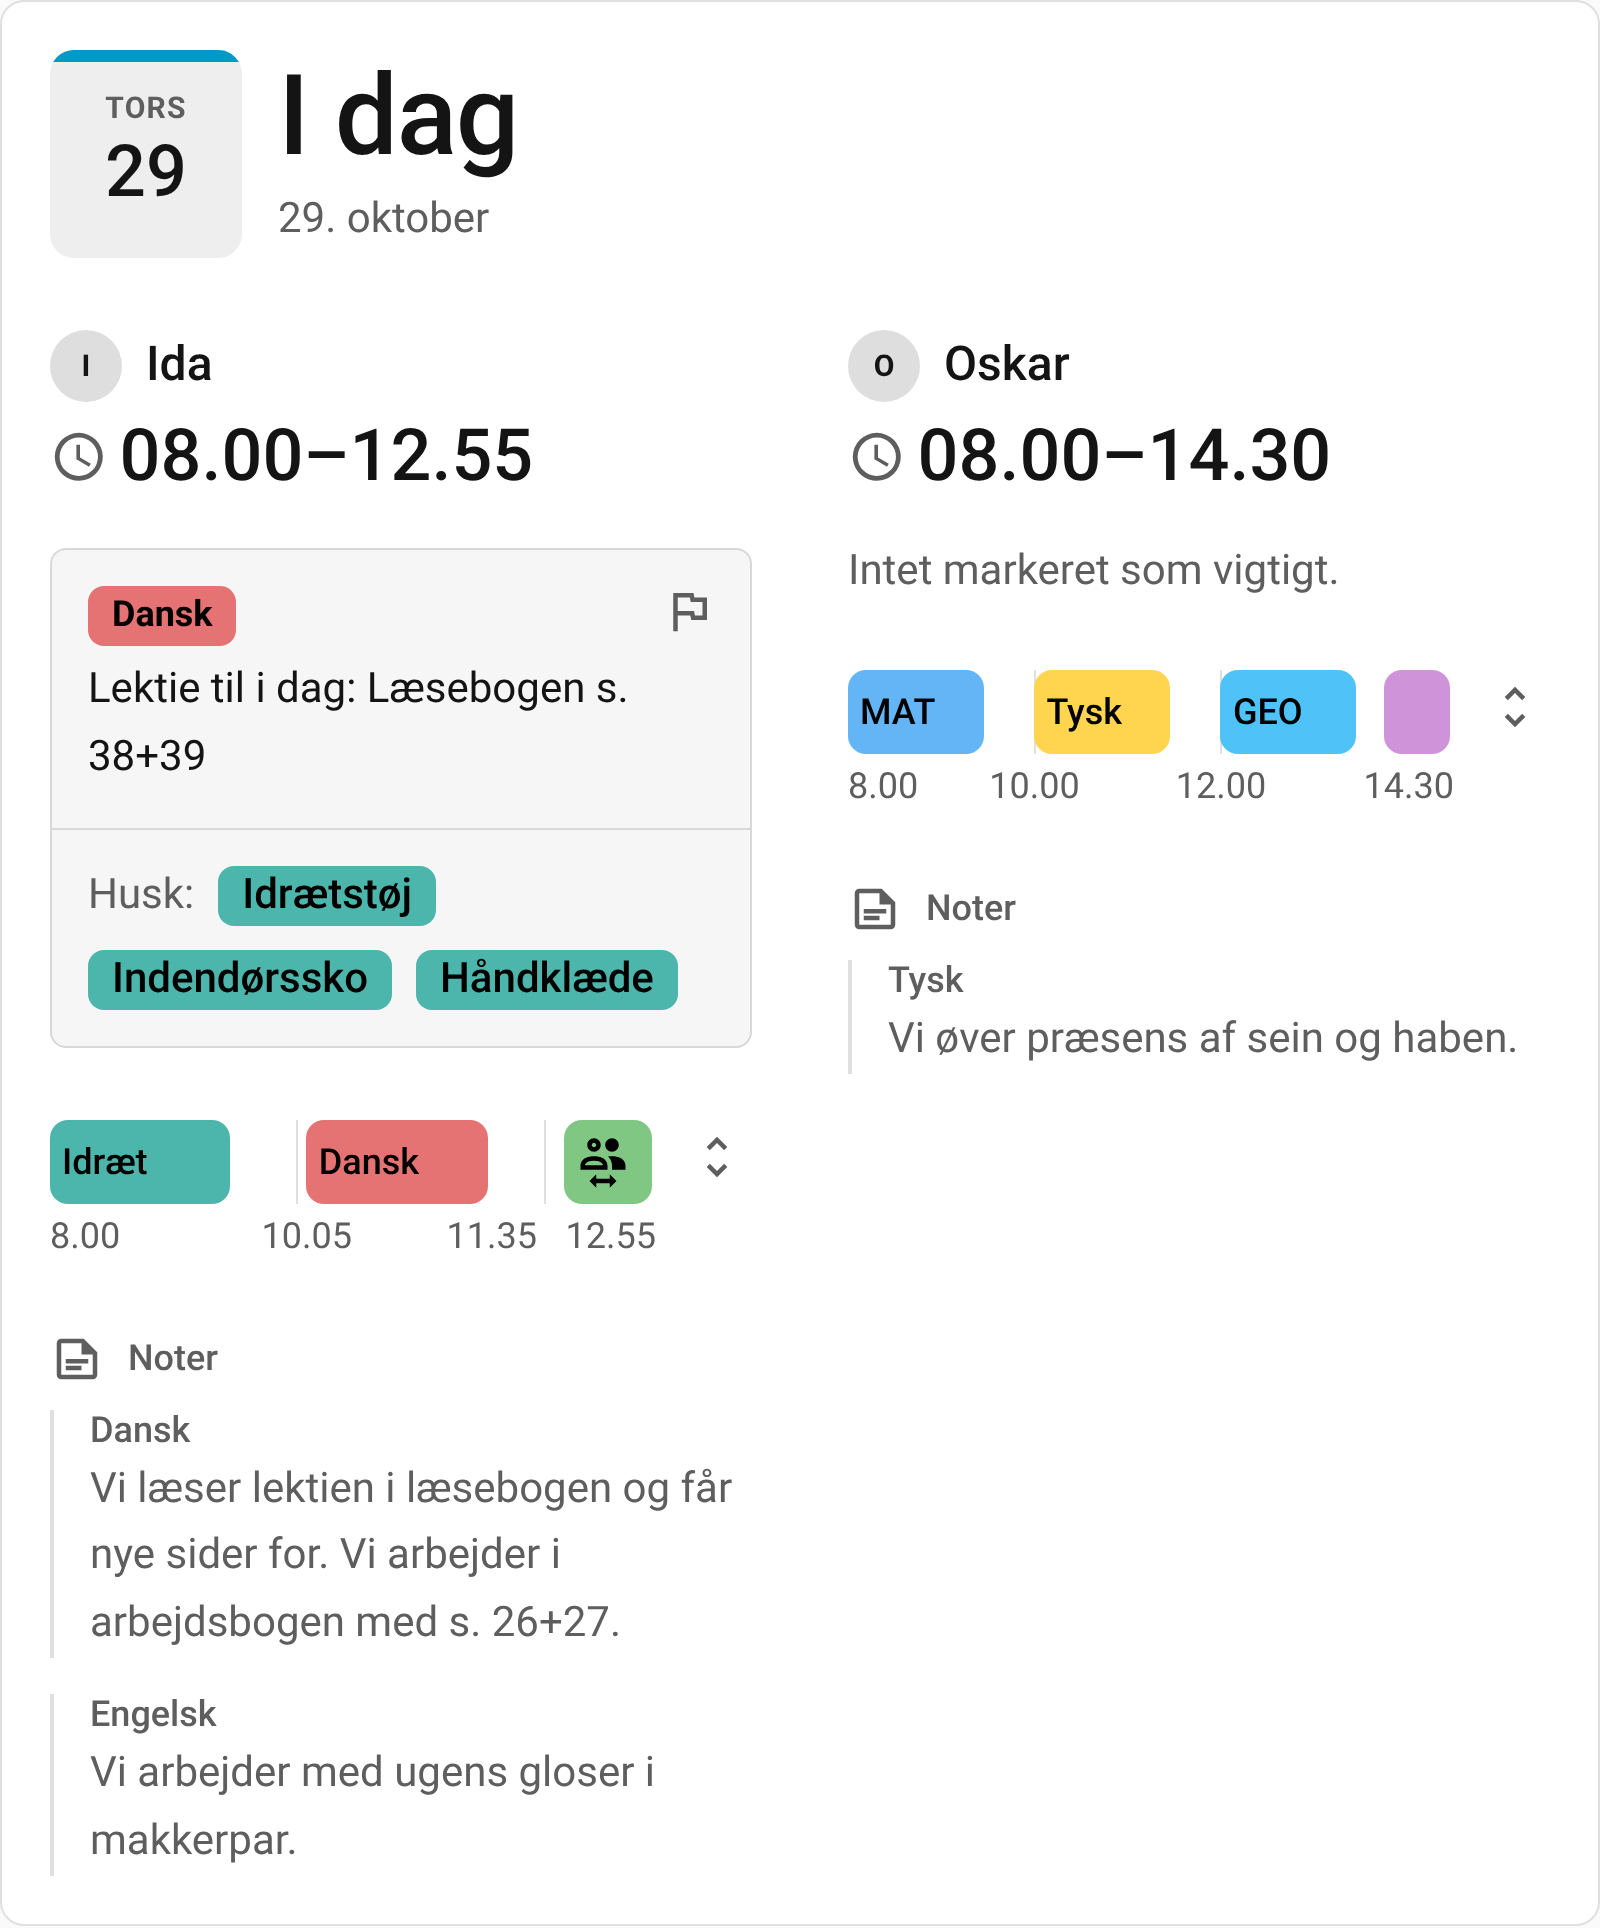 TORS
29
I dag
29. oktober
I
Ida
08.00–12.55
Dansk
Lektie til i dag: Læsebogen s.
38+39
Husk: Idrætstøj
Indendørssko Håndklæde
Idræt Dansk
8.00 10.05 11.35 12.55
Noter
Dansk
Vi læser lektien i læsebogen og får
nye sider for. Vi arbejder i
arbejdsbogen med s. 26+27.
Engelsk
Vi arbejder med ugens gloser i
makkerpar.
O
Oskar
08.00–14.30
Intet markeret som vigtigt.
MAT Tysk GEO
8.00 10.00 12.00 14.30
Noter
Tysk
Vi øver præsens af sein og haben.